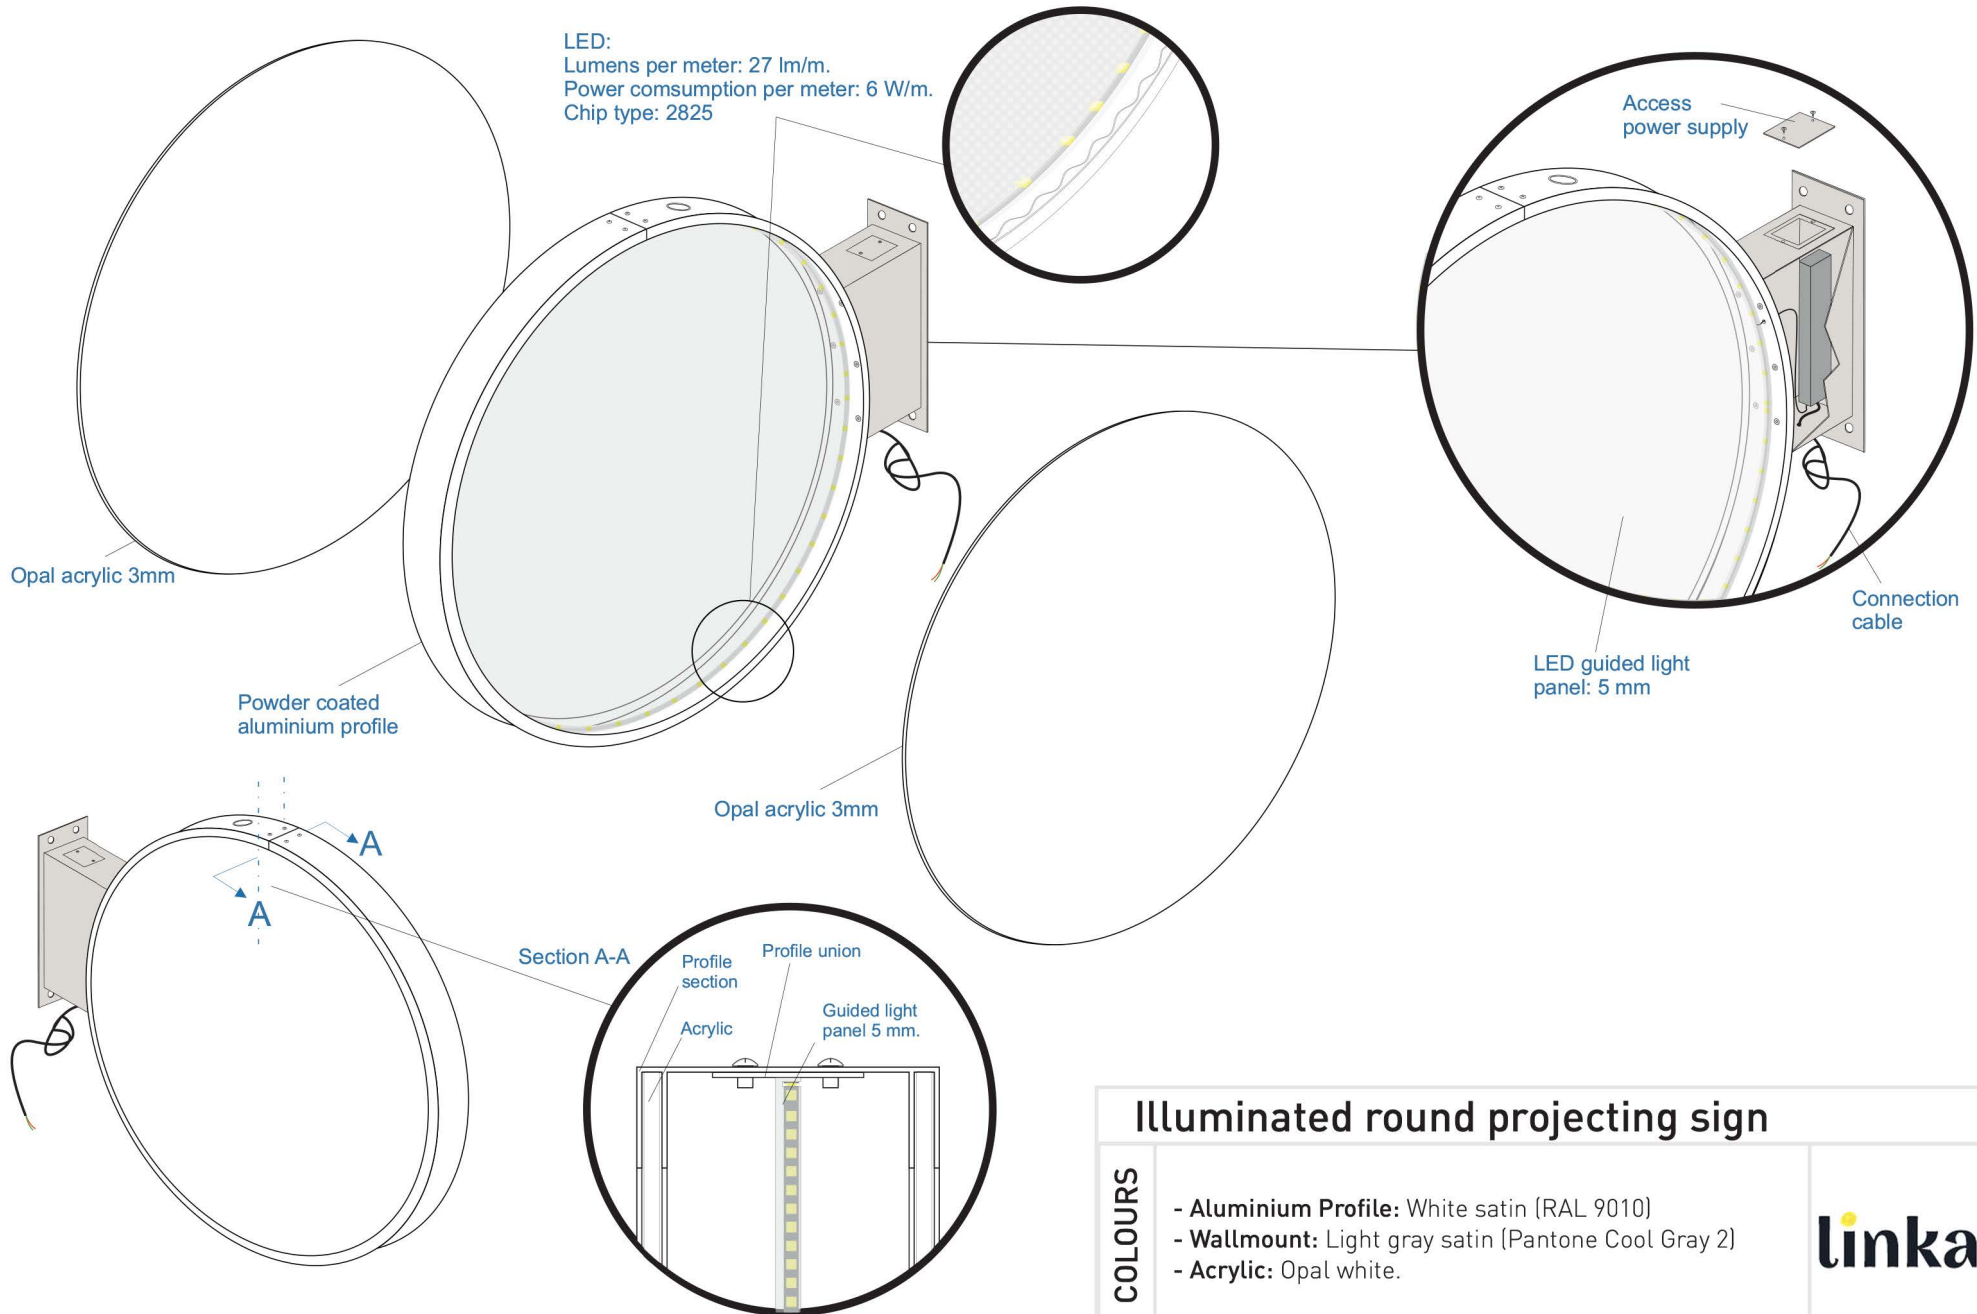 LED:
Lumens per meter: 27 lm/m.
Power comsumption per meter: 6 W/m.
Chip type: 2825
Access
power supply
Opal acrylic 3mm
Connection
cable
LED guided light
panel: 5 mm
Powder coated
aluminium profile
Opal acrylic 3mm
A
A
Section A-A
Profile
section
Profile union
Acrylic
Guided light
panel 5 mm.
Illuminated round projecting sign
COLOURS
- Aluminium Profile: White satin (RAL 9010)
- Wallmount: Light gray satin (Pantone Cool Gray 2)
- Acrylic: Opal white.
linka